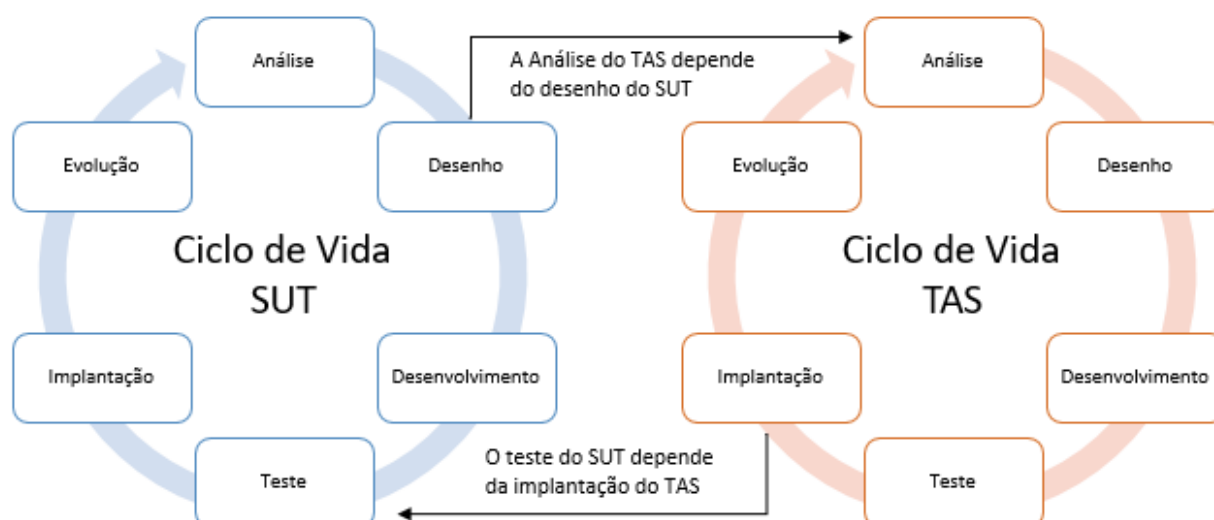 Análise
A Análise do TAS depende
do desenho do SUT
Análise
Evolução
Desenho
Evolução
Desenho
Ciclo de Vida
SUT
Ciclo de Vida
TAS
Implantação
Desenvolvimento
Implantação
Desenvolvimento
Teste
O teste do SUT depende
da implantação do TAS
Teste